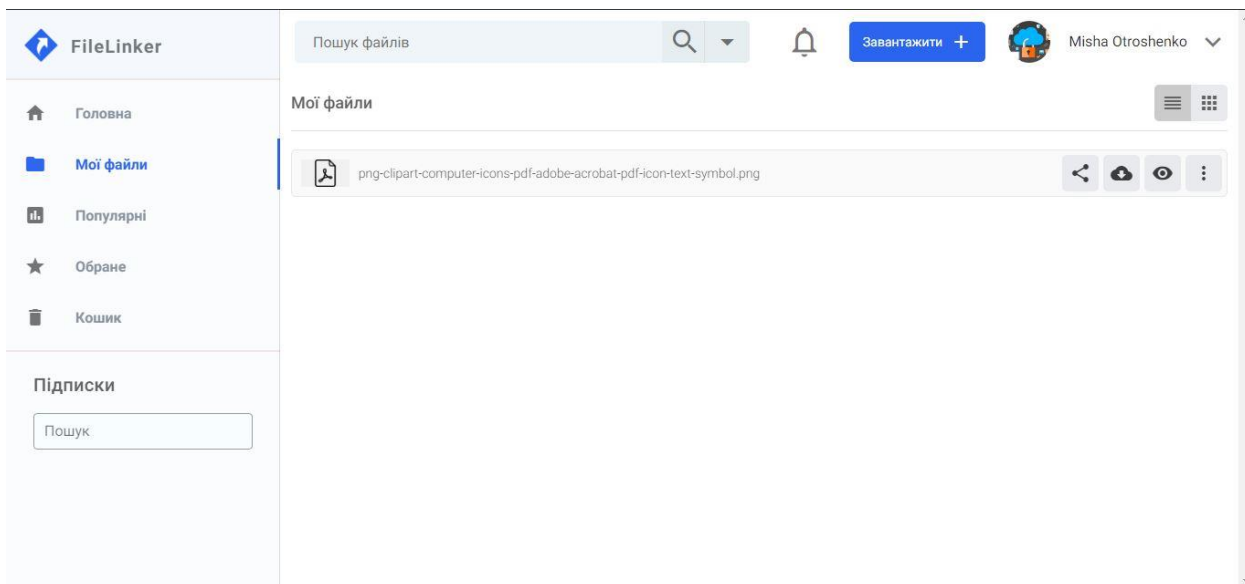 FileLinker
Пошук файлів
Завантажити +
Misha Otroshenko
Головна
Мої файли
Популярні
Обране
Кошик
Підписки
Пошук
Мої файли
png-clipart-computer-icons-pdf-adobe-acrobat-pdf-icon-text-symbol.png